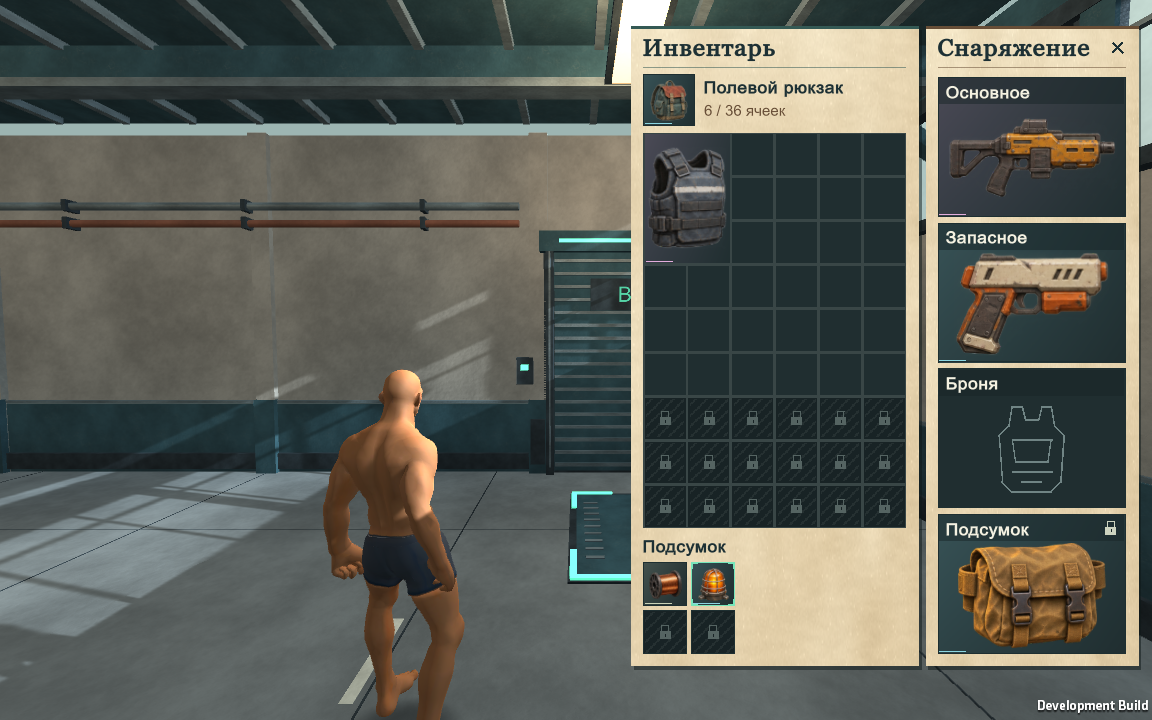 Инвентарь
Полевой рюкзак
6 / 36 ячеек
Подсумок
Снаряжение
Основное
Запасное
Броня
Подсумок
B
Development Build